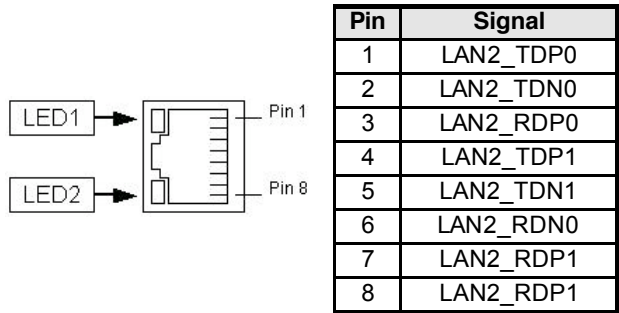 LED1
LED2
Pin 1
Pin 8
Pin Signal
1 LAN2_TDP0
2 LAN2_TDN0
3 LAN2_RDP0
4 LAN2_TDP1
5 LAN2_TDN1
6 LAN2_RDN0
7 LAN2_RDP1
8 LAN2_RDP1